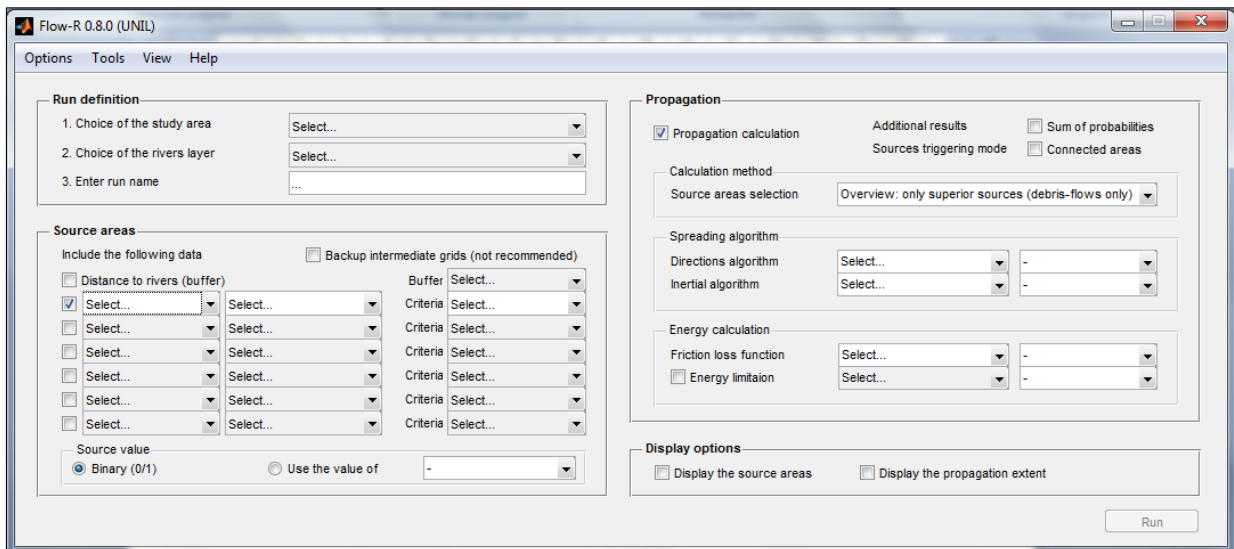 Flow-R 0.8.0 (UNIL)
Options Tools View Help
Run definition
1. Choice of the study area Select...
2. Choice of the rivers layer Select...
3. Enter run name ...
Source areas
Include the following data Backup intermediate grids (not recommended)
Distance to rivers (buffer) Buffer Select...
Select... Select... Criteria Select...
Select... Select... Criteria Select...
Select... Select... Criteria Select...
Select... Select... Criteria Select...
Select... Select... Criteria Select...
Select... Select... Criteria Select...
Source value
Binary (0/1) Use the value of -
Propagation
Propagation calculation Additional results Sum of probabilities
Sources triggering mode Connected areas
Calculation method
Source areas selection Overview: only superior sources (debris-flows only)
Spreading algorithm
Directions algorithm Select... -
Inertial algorithm Select... -
Energy calculation
Friction loss function Select... -
Energy limitaion Select... -
Display options
Display the source areas Display the propagation extent
Run